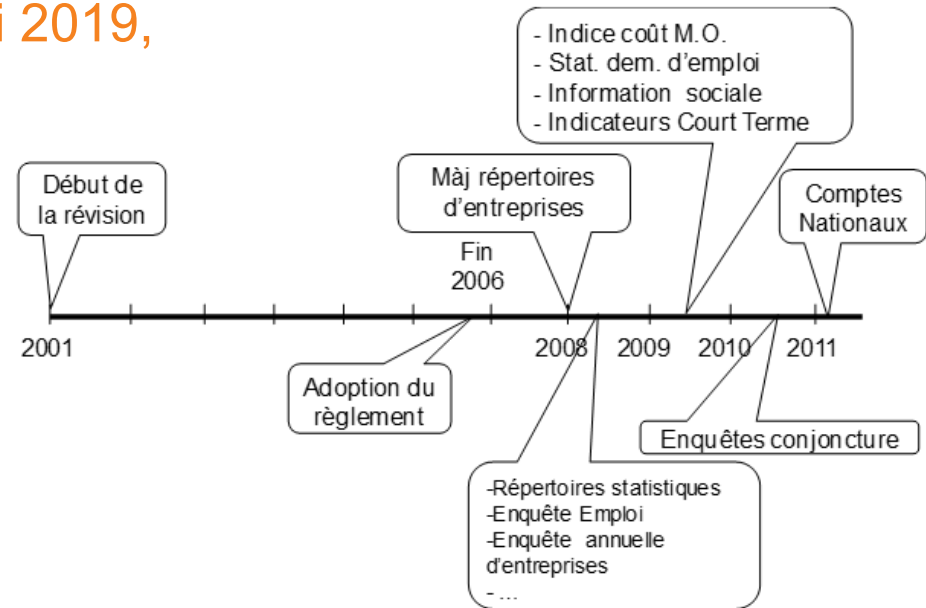 i 2019,
- Indice coût M.O.
- Stat. dem. d'emploi
- Information sociale
- Indicateurs Court Terme
Début de
la révision
Màj répertoires
d'entreprises
Comptes
Nationaux
Fin
2006
2001
2008
2009
2010
2011
Adoption du
règlement
Enquêtes conjoncture
-Répertoires statistiques
-Enquête Emploi
-Enquête annuelle
d'entreprises
- ...